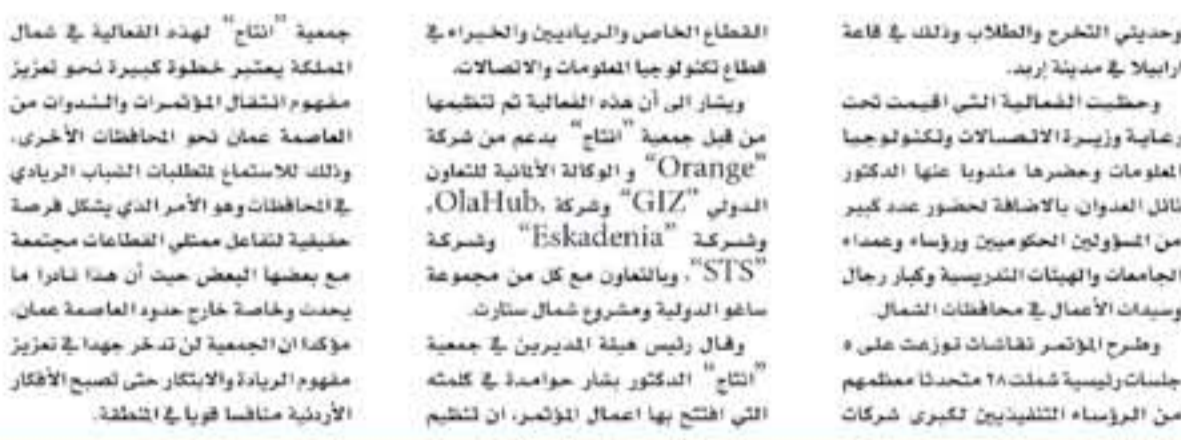 وحديثي التخرج والطلاب وذلك في قاعة
ارابيلا في مدينة إربد.
وحظيت الفعالية التي اقيمت تحت
رعاية وزيرة الاتصالات وتكنولوجيا
المعلومات وحضرها مندوبا عنها الدكتور
نائل العدوان، بالاضافة لحضور عدد كبير
من المسؤولين الحكوميين ورؤساء وعمداء
الجامعات والهيئات التدريسية وكبار رجال
وسيدات الأعمال في محافظات الشمال.
وطرح المؤتمر نقاشات توزعت على ٥
جلسات رئيسية شملت ٢٨ متحدثا معظمهم
من الرؤساء التنفيذيين لكبرى شركات
القطاع الخاص والرياديين والخبراء في
قطاع تكنولوجيا المعلومات والاتصالات.
ويشار الى أن هذه الفعالية تم تنظيمها
من قبل جمعية "انتاج" بدعم من شركة
"Orange" و الوكالة الألمانية للتعاون
الدولي "GIZ" وشركة OlaHub،
وشركة "Eskadenia" وشركة
"STS"، وبالتعاون مع كل من مجموعة
ساغو الدولية ومشروع شمال ستارت.
وقال رئيس هيئة المديرين في جمعية
"انتاج" الدكتور بشار حوامدة في كلمته
التي افتتح بها اعمال المؤتمر، ان تنظيم
جمعية "انتاج" لهذه الفعالية في شمال
المملكة يعتبر خطوة كبيرة نحو تعزيز
مفهوم انتقال المؤتمرات والندوات من
العاصمة عمان نحو المحافظات الأخرى،
وذلك للاستماع لمتطلبات الشباب الريادي
في المحافظات وهو الأمر الذي يشكل فرصة
حقيقية لتفاعل ممثلي القطاعات مجتمعة
مع بعضها البعض حيث أن هذا نادرا ما
يحدث وخاصة خارج حدود العاصمة عمان،
مؤكدا ان الجمعية لن تدخر جهدا في تعزيز
مفهوم الريادة والابتكار حتى تصبح الأفكار
الأردنية منافسا قويا في المنطقة.